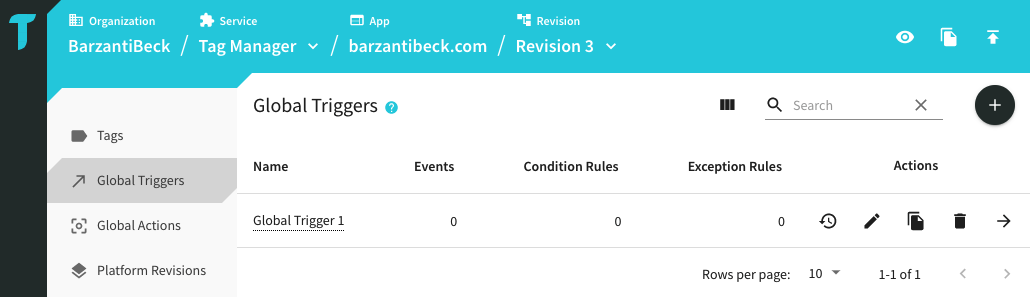 Organization Service App Revision
BarzantiBeck / Tag Manager / barzantibeck.com / Revision 3
Global Triggers ?
Search
Tags
Global Triggers
Global Actions
Platform Revisions
Name Events Condition Rules Exception Rules Actions
Global Trigger 1 0 0 0
Rows per page: 10 1-1 of 1